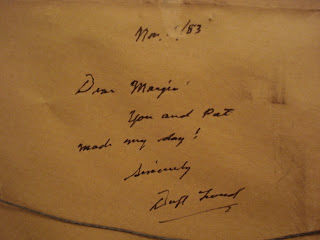 Nov. /83
Dear Margie
You and Pat
made my day!
Sincerely